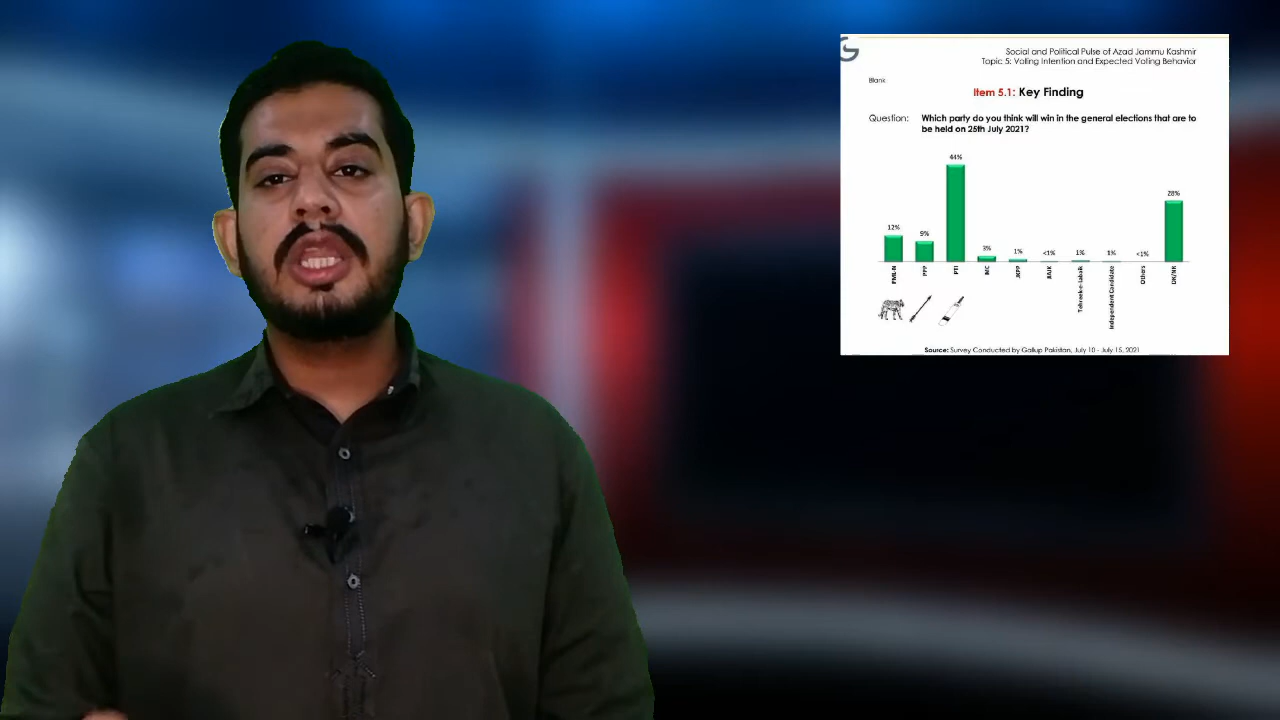 Social and Political Pulse of Azad Jammu Kashmir
Topic 5: Voting Intention and Expected Voting Behavior
Blank
Item 5.1: Key Finding
Question: Which party do you think will win in the general elections that are to
be held on 25th July 2021?
44%
28%
12%
9%
3%
1%
<1%
1%
1%
<1%
PML-N
PPP
PTI
MC
JKPP
Tehreek-e-Labaik
Independent Candidate
Others
DK/NR
Source: Survey Conducted by Gallup Pakistan, July 10 - July 15, 2021